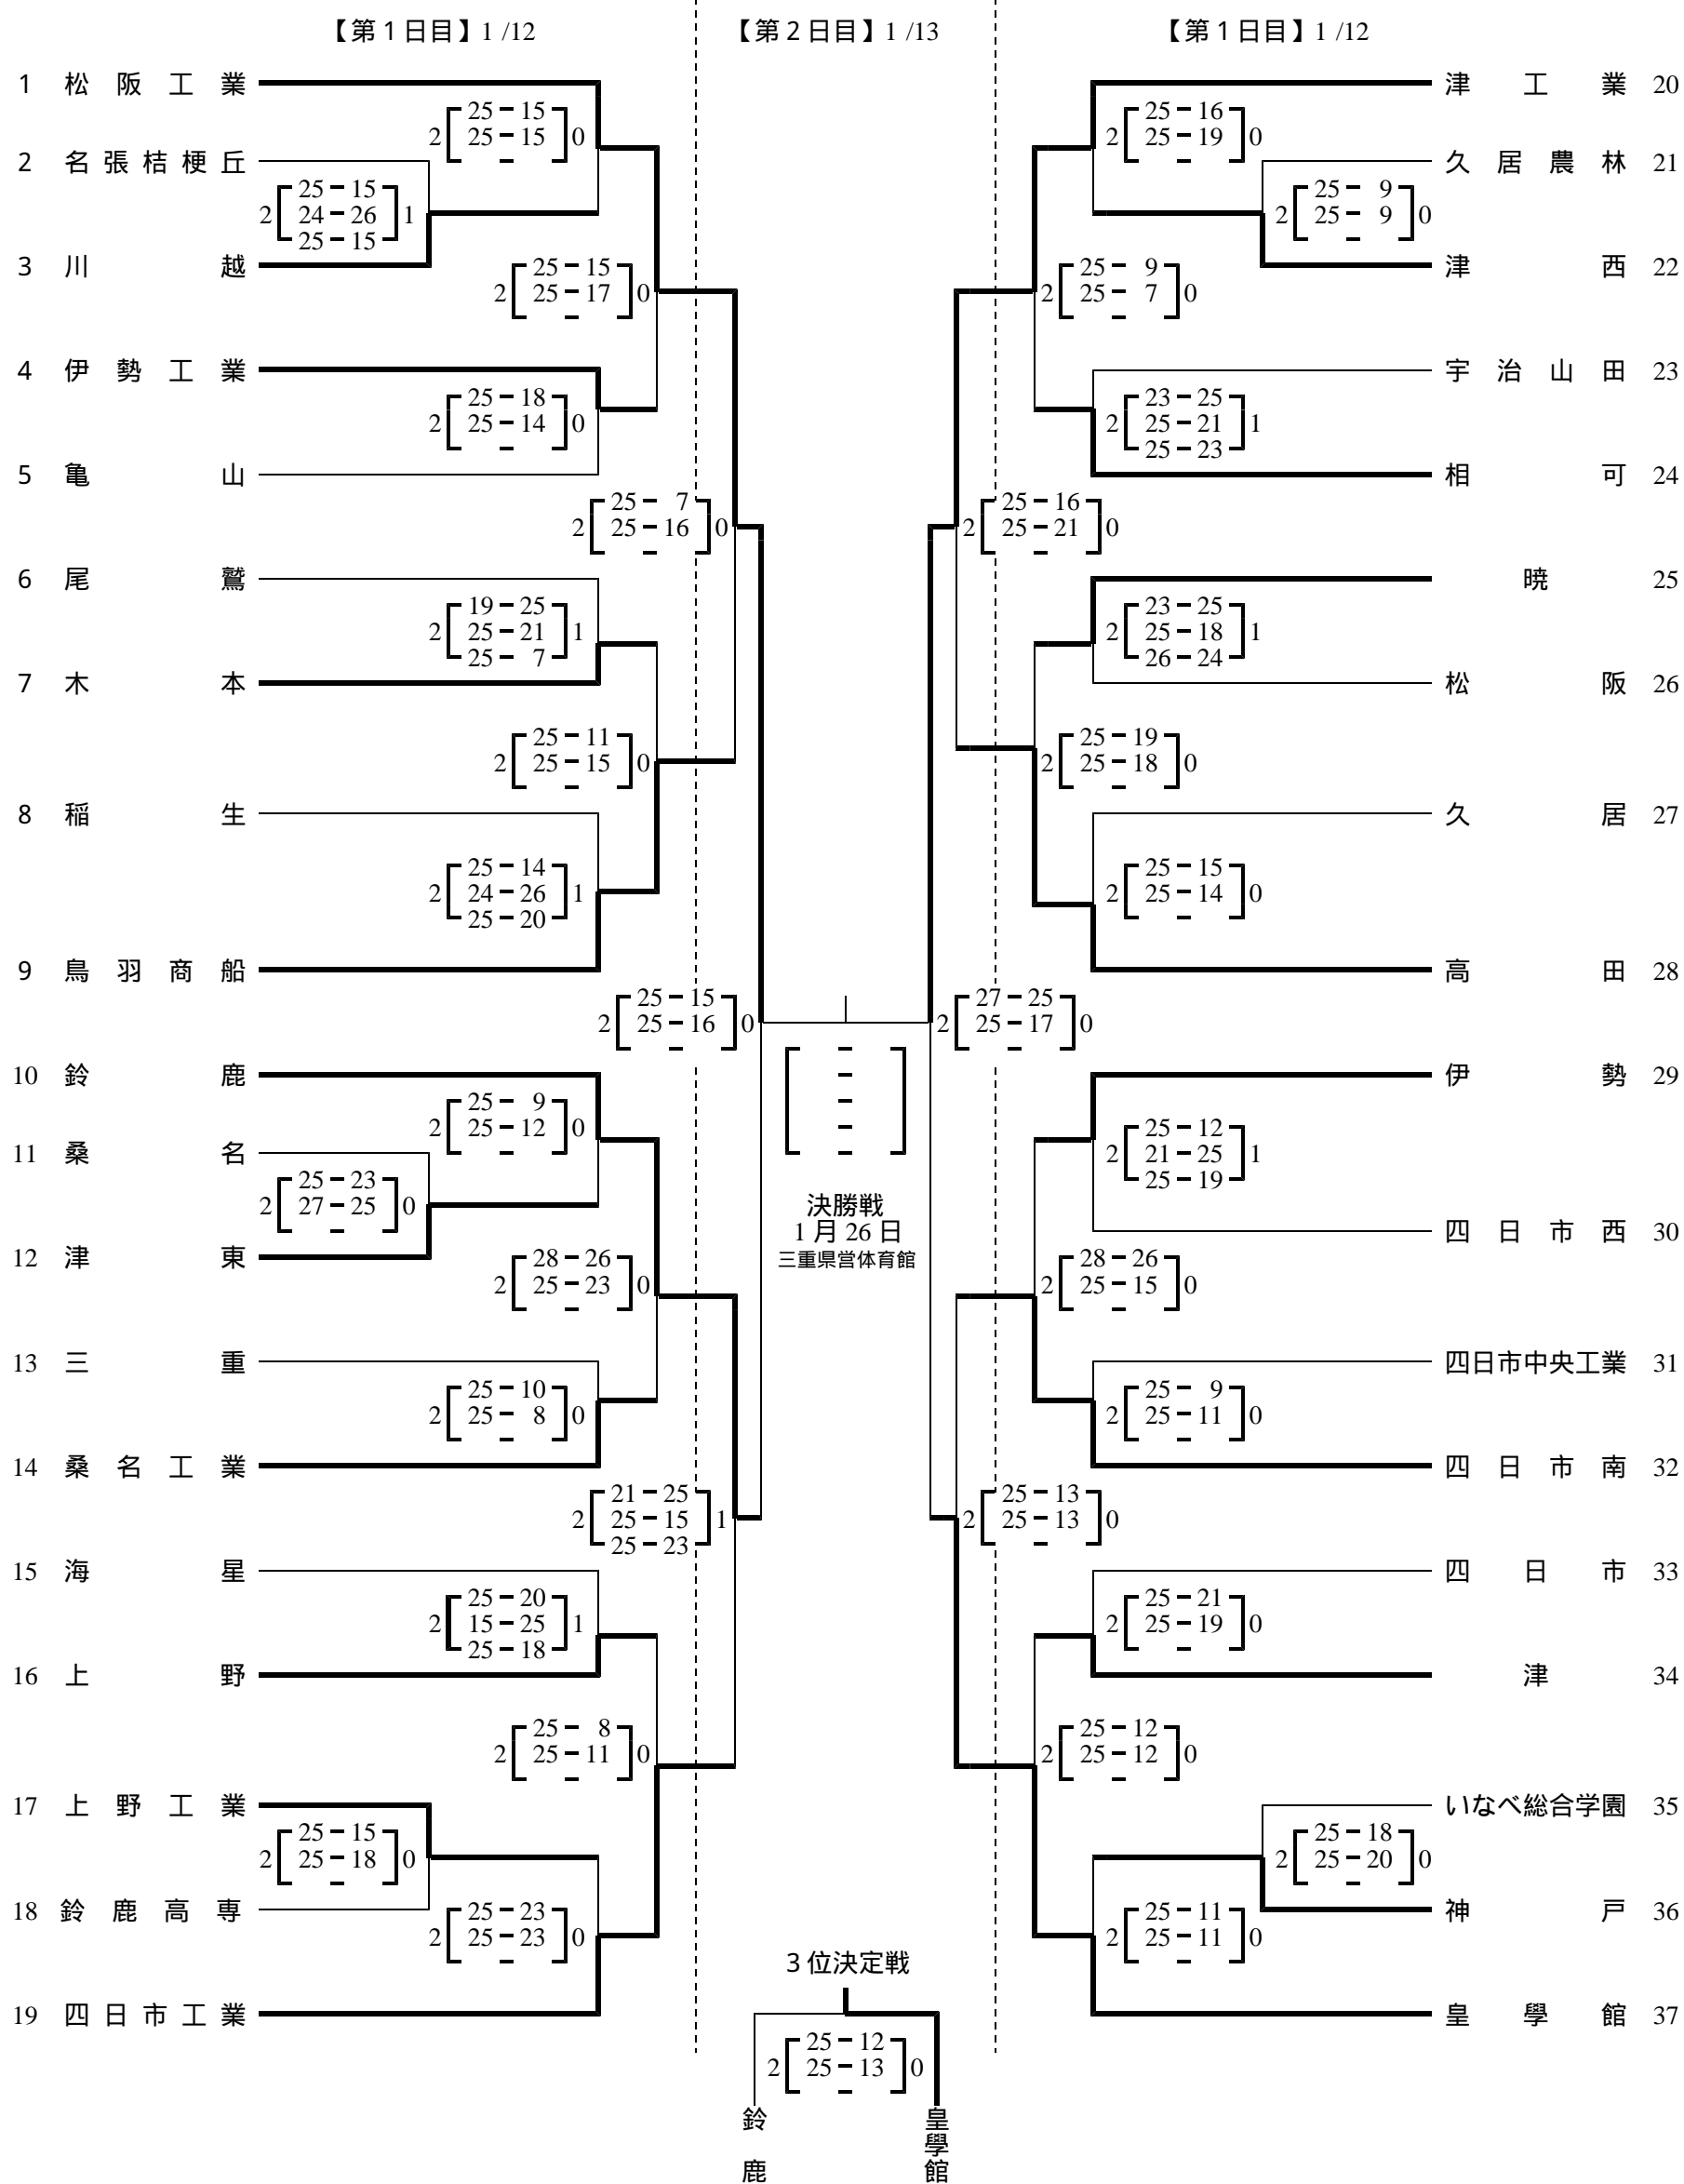 【第1日目】1 /12 【第2日目】1 /13 【第1日目】1 /12
1 松阪工業 津工業 20
25 － 15 25 － 16
2 25 － 15 0 2 25 － 19 0
－ －
2 名張桔梗丘 久居農林 21
25 － 15 25 － 9
2 24 － 26 1 2 25 － 9 0
25 － 15 －
3 川越 津西 22
25 － 15 25 － 9
2 25 － 17 0 2 25 － 7 0
－ －
4 伊勢工業 宇治山田 23
25 － 18 23 － 25
2 25 － 14 0 2 25 － 21 1
－ 25 － 23
5 亀山 相可 24
25 － 7 25 － 16
2 25 － 16 0 2 25 － 21 0
－ －
6 尾鷲 暁 25
19 － 25 23 － 25
2 25 － 21 1 2 25 － 18 1
25 － 7 26 － 24
7 木本 松阪 26
25 － 11 25 － 19
2 25 － 15 0 2 25 － 18 0
－ －
8 稲生 久居 27
25 － 14 25 － 15
2 24 － 26 1 2 25 － 14 0
25 － 20 －
9 鳥羽商船 高田 28
25 － 15 27 － 25
2 25 － 16 0 2 25 － 17 0
－ － －
－
10 鈴鹿 伊勢 29
25 － 9 － 25 － 12
2 25 － 12 0 － 2 21 － 25 1
－ － 25 － 19
11 桑名
25 － 23
2 27 － 25 0
－
決勝戦
1月26日
三重県営体育館
四日市西 30
12 津東
28 － 26 28 － 26
2 25 － 23 0 2 25 － 15 0
－ －
13 三重 四日市中央工業 31
25 － 10 25 － 9
2 25 － 8 0 2 25 － 11 0
－ －
14 桑名工業 四日市南 32
21 － 25 25 － 13
2 25 － 15 1 2 25 － 13 0
25 － 23 －
15 海星 四日市 33
25 － 20 25 － 21
2 15 － 25 1 2 25 － 19 0
25 － 18 －
16 上野 津 34
25 － 8 25 － 12
2 25 － 11 0 2 25 － 12 0
－ －
17 上野工業 いなべ総合学園 35
25 － 15 25 － 18
2 25 － 18 0 2 25 － 20 0
－ －
18 鈴鹿高専 神戸 36
25 － 23 25 － 11
2 25 － 23 0 2 25 － 11 0
－ －
3位決定戦
19 四日市工業 皇學館 37
25 － 12
2 25 － 13 0
－
鈴鹿 皇學館